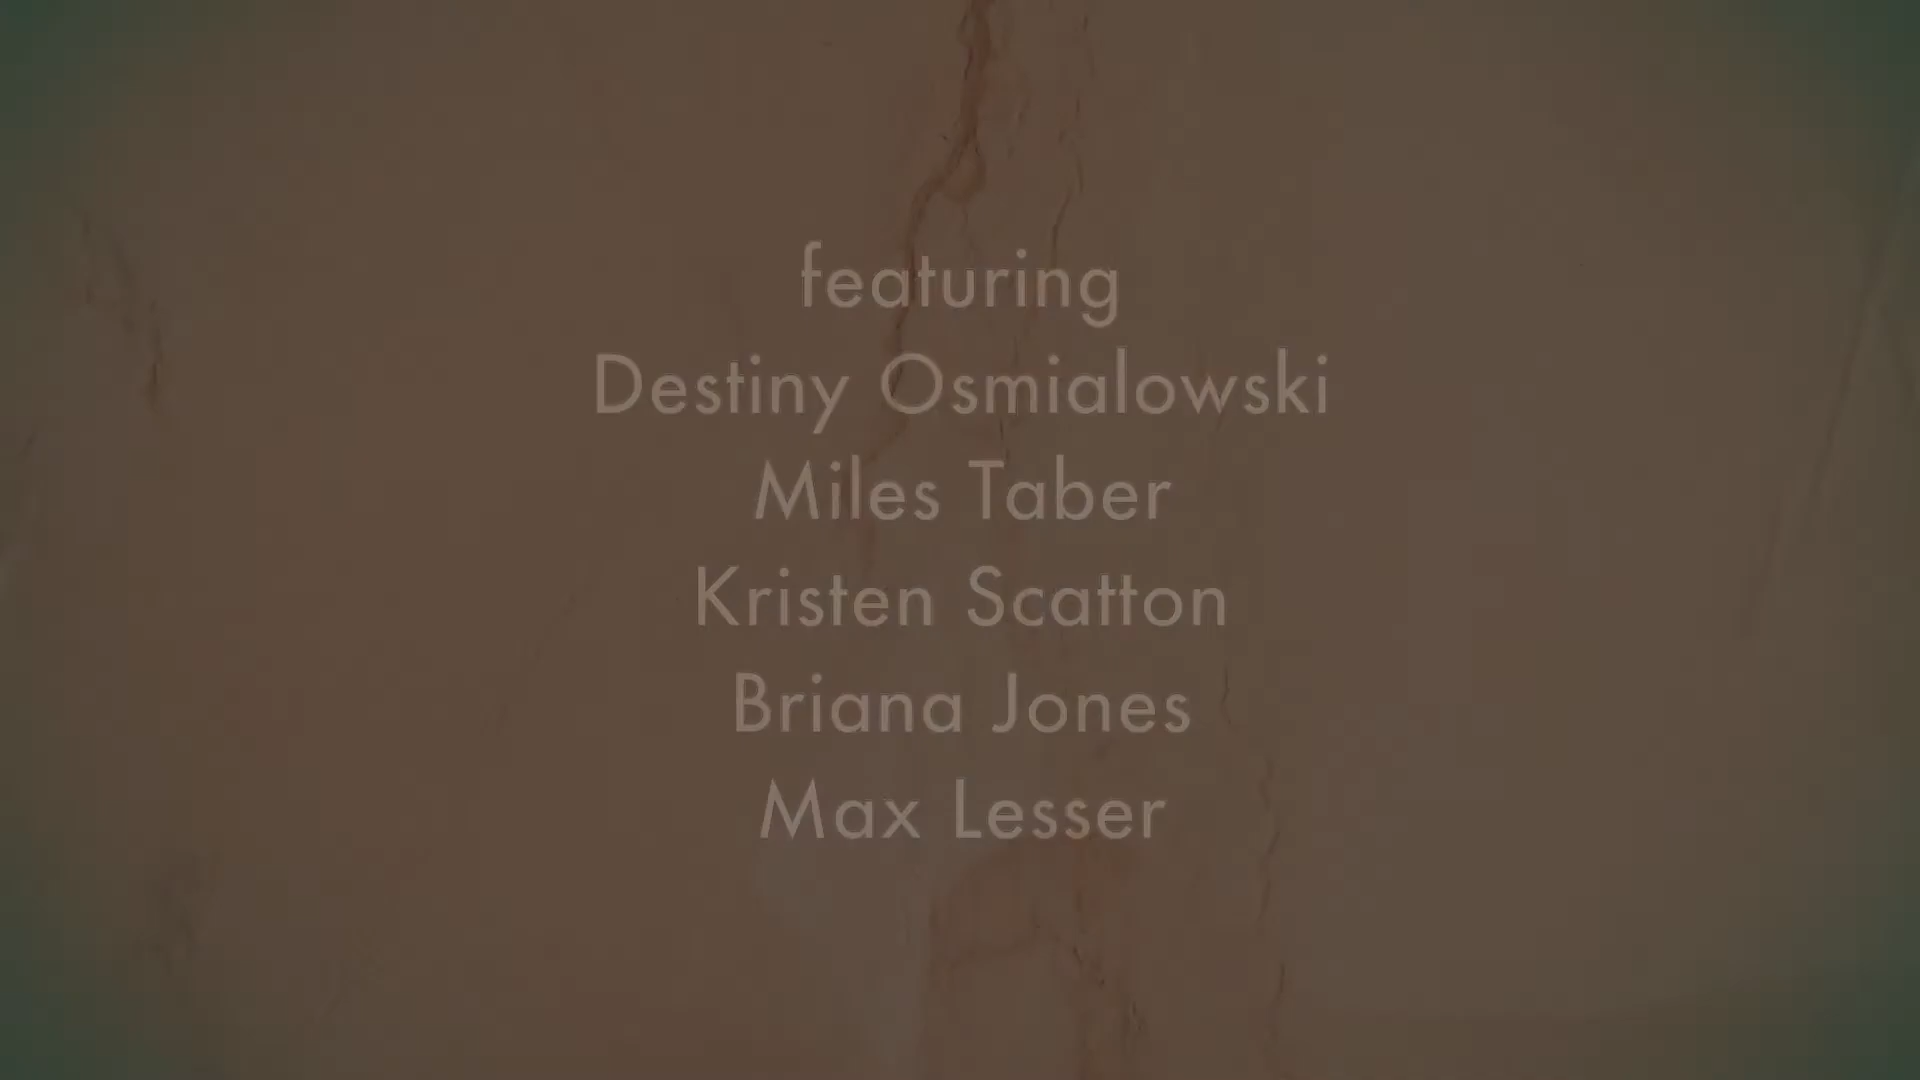 featuring
Destiny Osmialowski
Miles Taber
Kristen Scatton
Briana Jones
Max Lesser